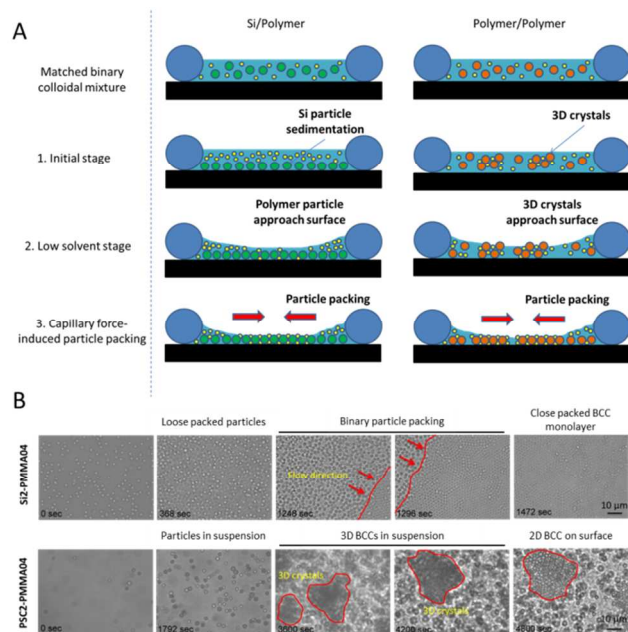 A
Si/Polymer
Polymer/Polymer
Matched binary
colloidal mixture
Si particle
sedimentation
3D crystals
1. Initial stage
Polymer particle
approach surface
3D crystals
approach surface
2. Low solvent stage
Particle packing
Particle packing
3. Capillary force-
induced particle packing
B
Loose packed particles
Binary particle packing
Close packed BCC
monolayer
Si2-PMMA04
Flow direction
0 sec
368 sec
1248 sec
1296 sec
1472 sec
10 μm
Particles in suspension
3D BCCs in suspension
2D BCC on surface
PSC2-PMMA04
3D crystals
3D crystals
0 sec
1792 sec
3600 sec
4200 sec
4800 sec
10 μm